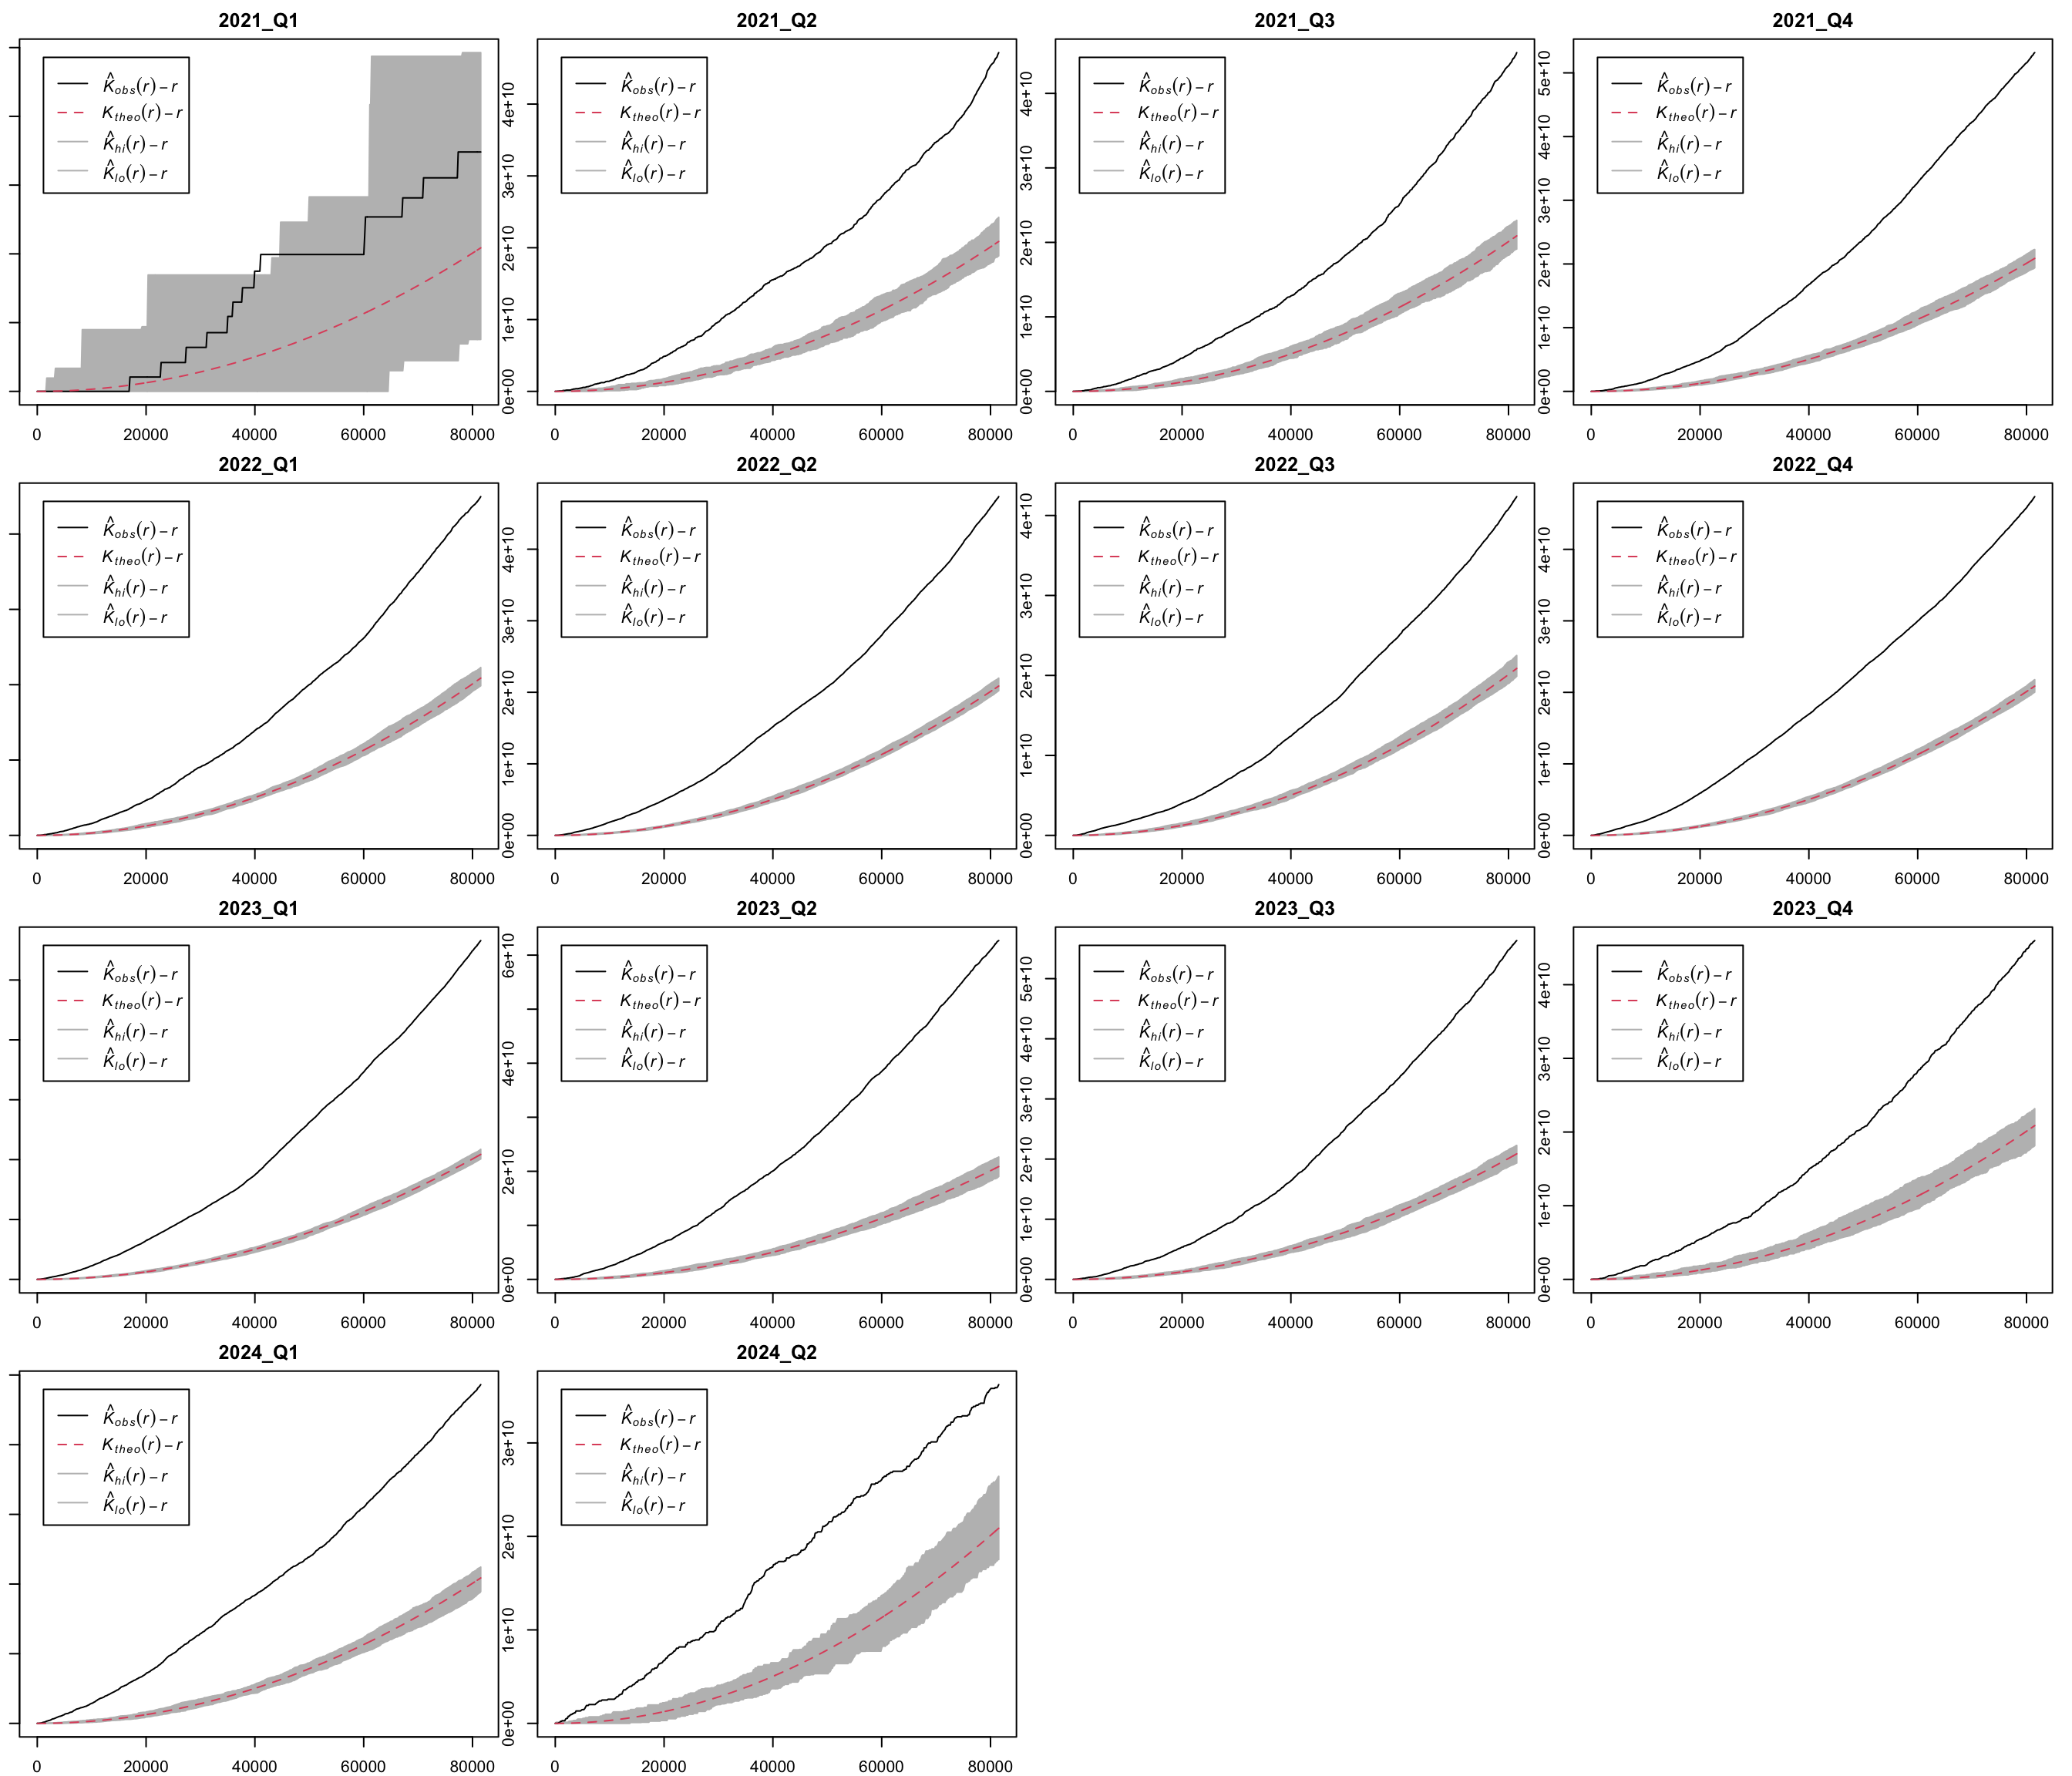 2021_Q1
K̂obs(r) − r
Ktheo(r) − r
K̂hi(r) − r
K̂lo(r) − r
0 20000 40000 60000 80000
2021_Q2
4e+10
3e+10
2e+10
1e+10
0e+00
K̂obs(r) − r
Ktheo(r) − r
K̂hi(r) − r
K̂lo(r) − r
0 20000 40000 60000 80000
2021_Q3
4e+10
3e+10
2e+10
1e+10
0e+00
K̂obs(r) − r
Ktheo(r) − r
K̂hi(r) − r
K̂lo(r) − r
0 20000 40000 60000 80000
2021_Q4
5e+10
4e+10
3e+10
2e+10
1e+10
0e+00
K̂obs(r) − r
Ktheo(r) − r
K̂hi(r) − r
K̂lo(r) − r
0 20000 40000 60000 80000
2022_Q1
K̂obs(r) − r
Ktheo(r) − r
K̂hi(r) − r
K̂lo(r) − r
0 20000 40000 60000 80000
2022_Q2
4e+10
3e+10
2e+10
1e+10
0e+00
K̂obs(r) − r
Ktheo(r) − r
K̂hi(r) − r
K̂lo(r) − r
0 20000 40000 60000 80000
2022_Q3
4e+10
3e+10
2e+10
1e+10
0e+00
K̂obs(r) − r
Ktheo(r) − r
K̂hi(r) − r
K̂lo(r) − r
0 20000 40000 60000 80000
2022_Q4
4e+10
3e+10
2e+10
1e+10
0e+00
K̂obs(r) − r
Ktheo(r) − r
K̂hi(r) − r
K̂lo(r) − r
0 20000 40000 60000 80000
2023_Q1
K̂obs(r) − r
Ktheo(r) − r
K̂hi(r) − r
K̂lo(r) − r
0 20000 40000 60000 80000
2023_Q2
6e+10
4e+10
2e+10
0e+00
K̂obs(r) − r
Ktheo(r) − r
K̂hi(r) − r
K̂lo(r) − r
0 20000 40000 60000 80000
2023_Q3
5e+10
4e+10
3e+10
2e+10
1e+10
0e+00
K̂obs(r) − r
Ktheo(r) − r
K̂hi(r) − r
K̂lo(r) − r
0 20000 40000 60000 80000
2023_Q4
4e+10
3e+10
2e+10
1e+10
0e+00
K̂obs(r) − r
Ktheo(r) − r
K̂hi(r) − r
K̂lo(r) − r
0 20000 40000 60000 80000
2024_Q1
K̂obs(r) − r
Ktheo(r) − r
K̂hi(r) − r
K̂lo(r) − r
0 20000 40000 60000 80000
2024_Q2
3e+10
2e+10
1e+10
0e+00
K̂obs(r) − r
Ktheo(r) − r
K̂hi(r) − r
K̂lo(r) − r
0 20000 40000 60000 80000